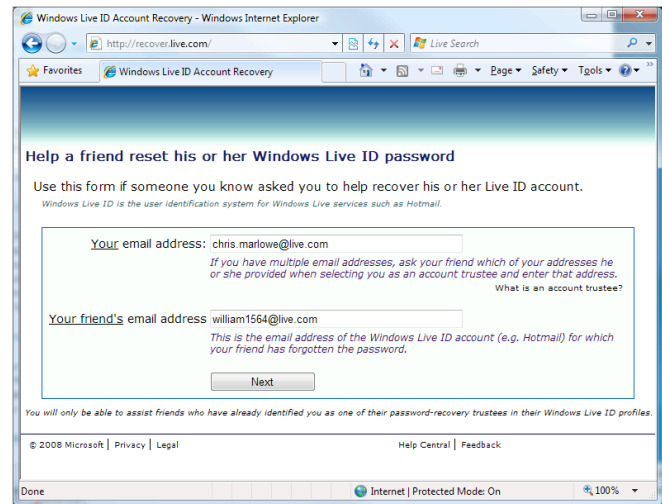 Windows Live ID Account Recovery - Windows Internet Explorer
http://recover.live.com/
Live Search
Favorites
Windows Live ID Account Recovery
Page
Safety
Tools
Help a friend reset his or her Windows Live ID password
Use this form if someone you know asked you to help recover his or her Live ID account.
Windows Live ID is the user identification system for Windows Live services such as Hotmail.
Your email address: chris.marlowe@live.com
If you have multiple email addresses, ask your friend which of your addresses he
or she provided when selecting you as an account trustee and enter that address.
What is an account trustee?
Your friend's email address william1564@live.com
This is the email address of the Windows Live ID account (e.g. Hotmail) for which
your friend has forgotten the password.
Next
You will only be able to assist friends who have already identified you as one of their password-recovery trustees in their Windows Live ID profiles.
© 2008 Microsoft | Privacy | Legal
Help Central | Feedback
Done
Internet | Protected Mode: On
100%